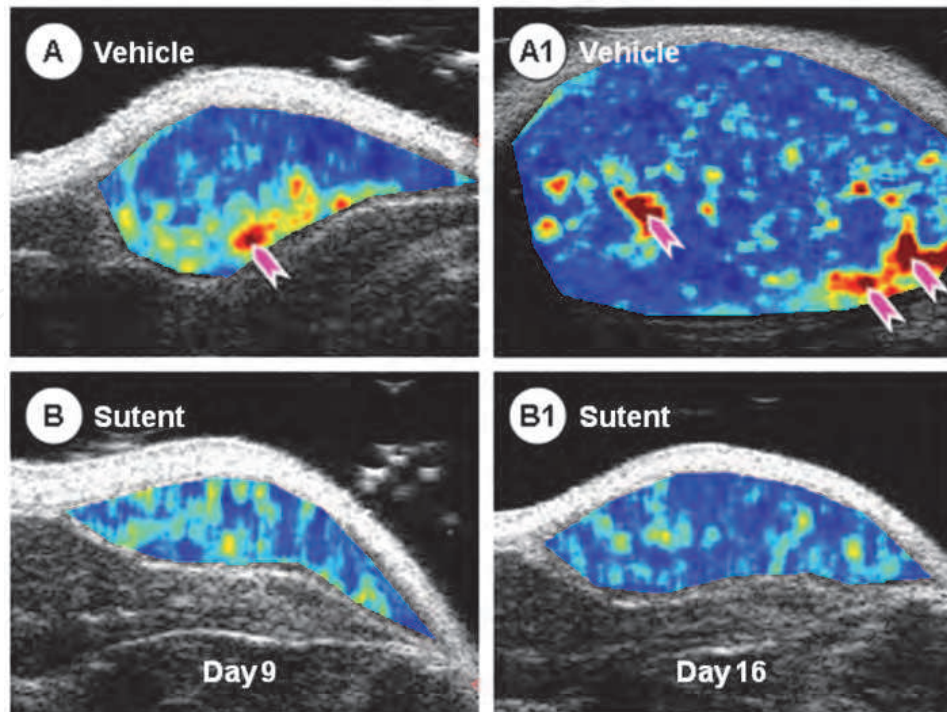 A Vehicle
A1 Vehicle
B Sutent
Day 9
B1 Sutent
Day 16